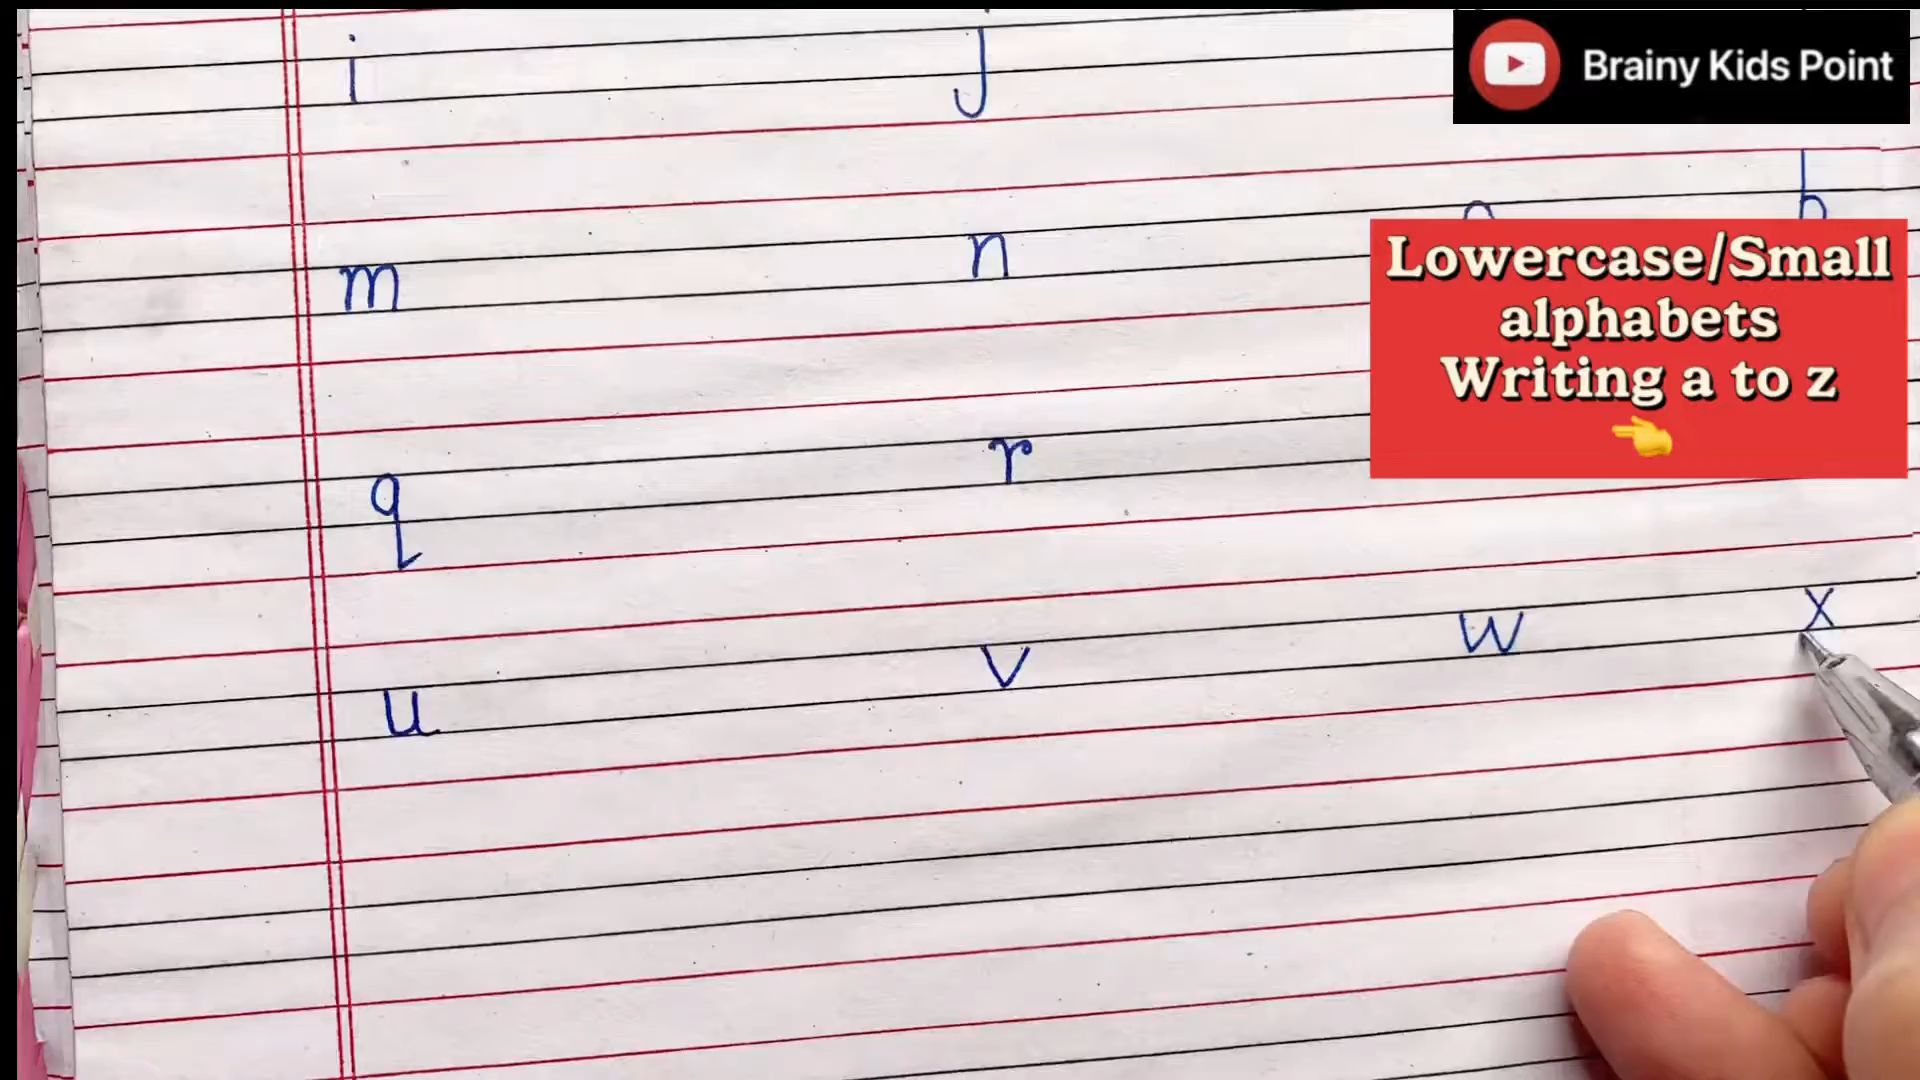 Brainy Kids Point
i j
m n
Lowercase/Small
alphabets
Writing a to z
q r
u v w x